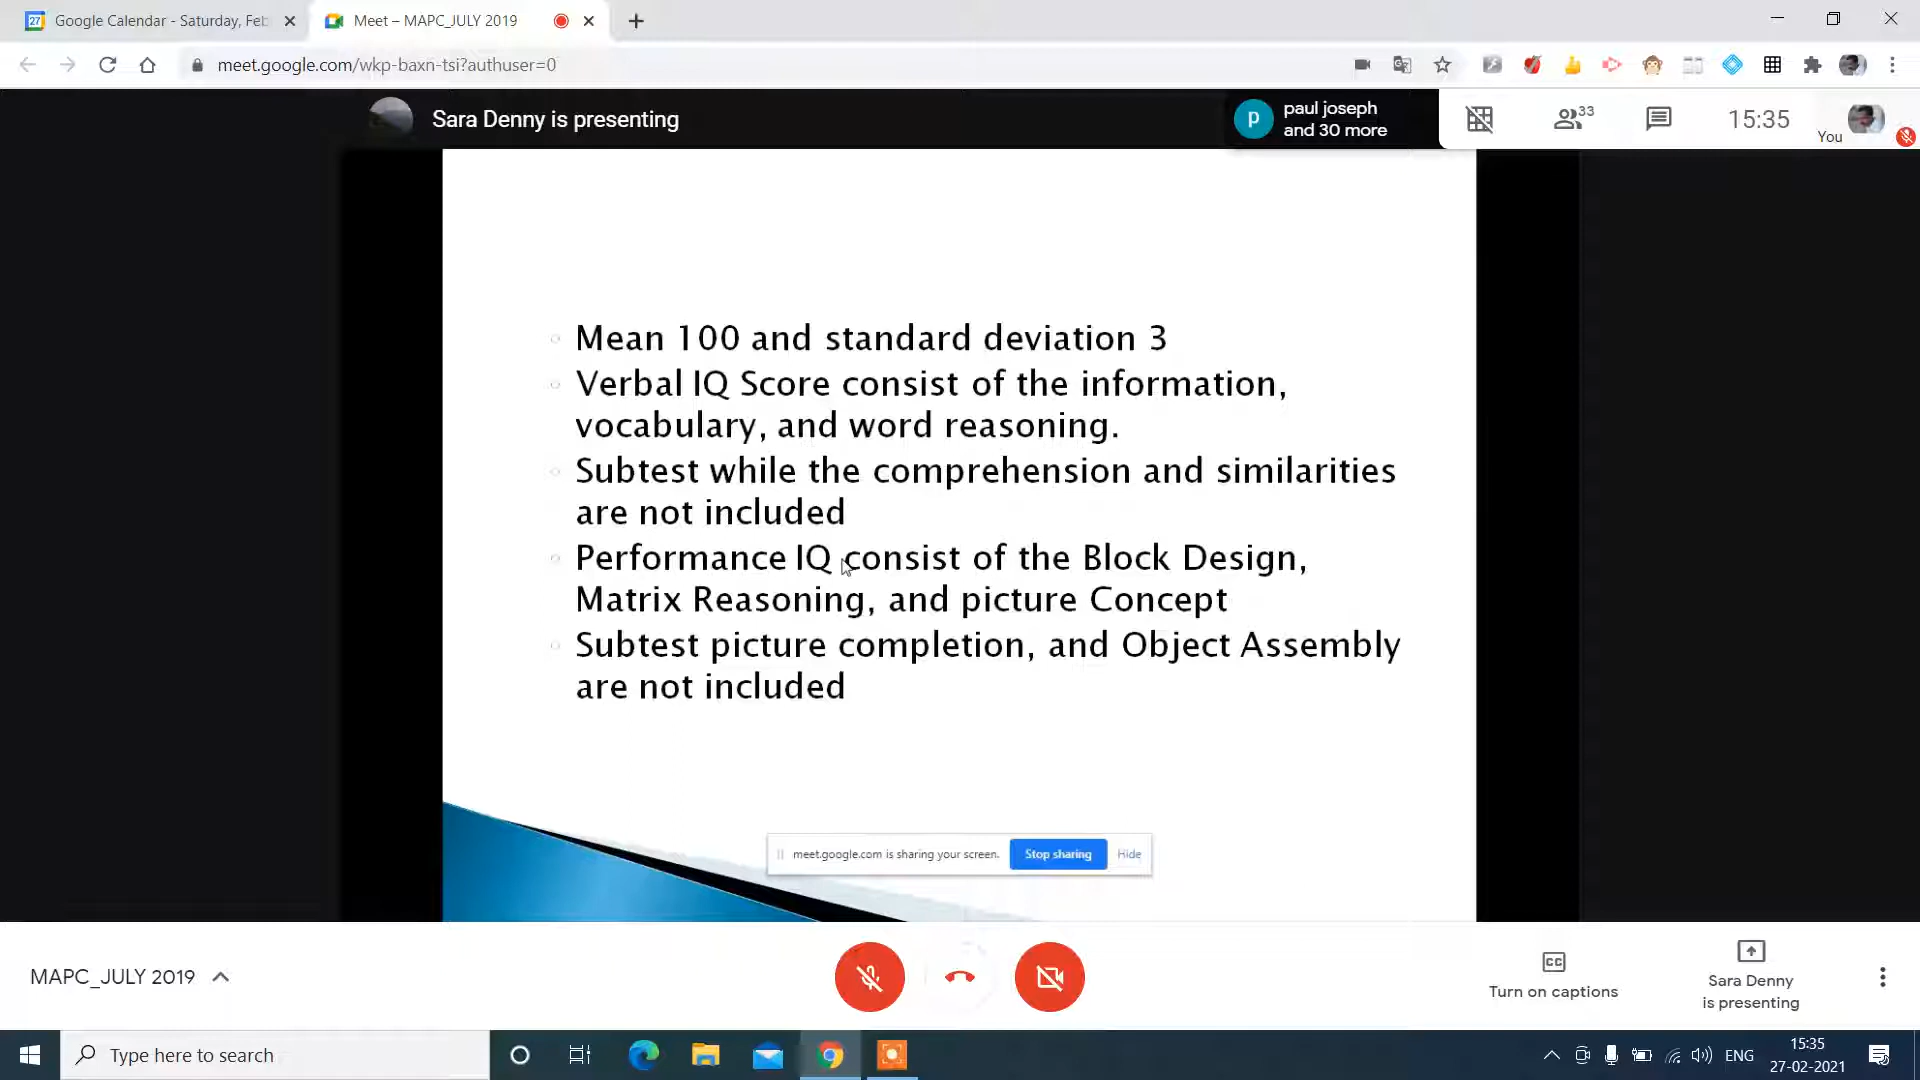 27 Google Calendar - Saturday, Feb
Meet – MAPC_JULY 2019
meet.google.com/wkp-baxn-tsi?authuser=0
Sara Denny is presenting
p
paul joseph
and 30 more
33
15:35
You
Mean 100 and standard deviation 3
Verbal IQ Score consist of the information,
vocabulary, and word reasoning.
Subtest while the comprehension and similarities
are not included
Performance IQ consist of the Block Design,
Matrix Reasoning, and picture Concept
Subtest picture completion, and Object Assembly
are not included
meet.google.com is sharing your screen. Stop sharing Hide
MAPC_JULY 2019
CC
Turn on captions
Sara Denny
is presenting
Type here to search
ENG
15:35
27-02-2021